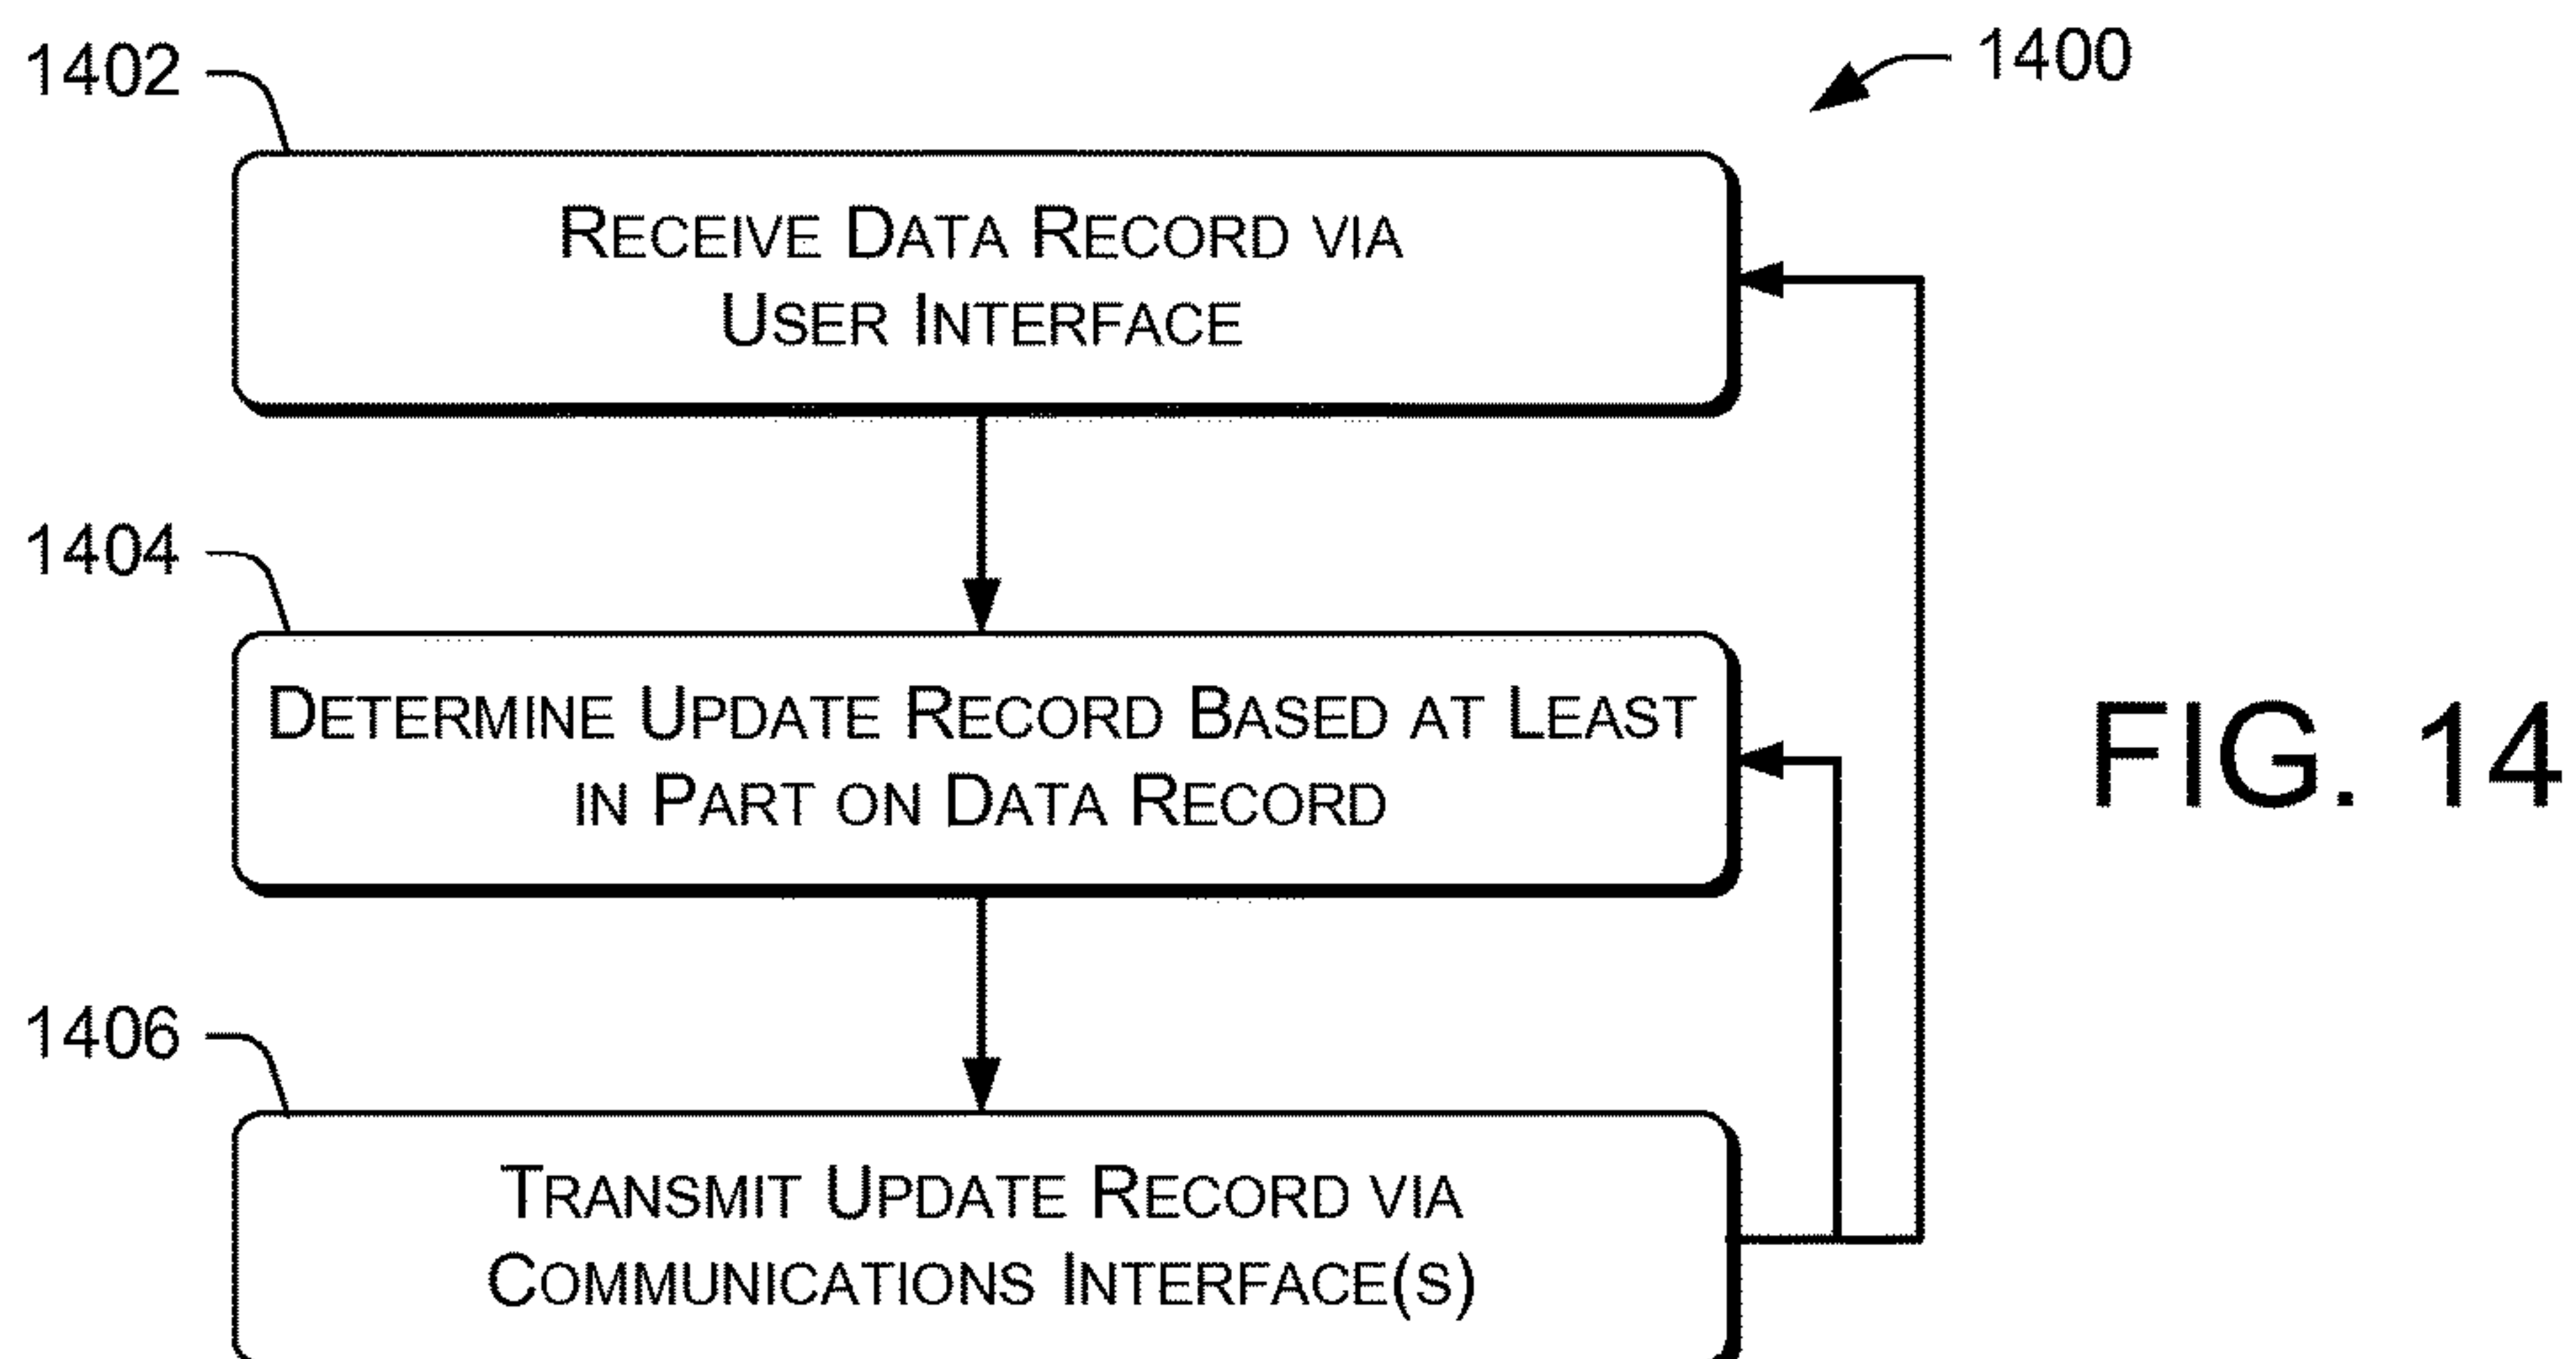 1402
1400
RECEIVE DATA RECORD VIA
USER INTERFACE
1404
DETERMINE UPDATE RECORD BASED AT LEAST
IN PART ON DATA RECORD
FIG. 14
1406
TRANSMIT UPDATE RECORD VIA
COMMUNICATIONS INTERFACE(S)